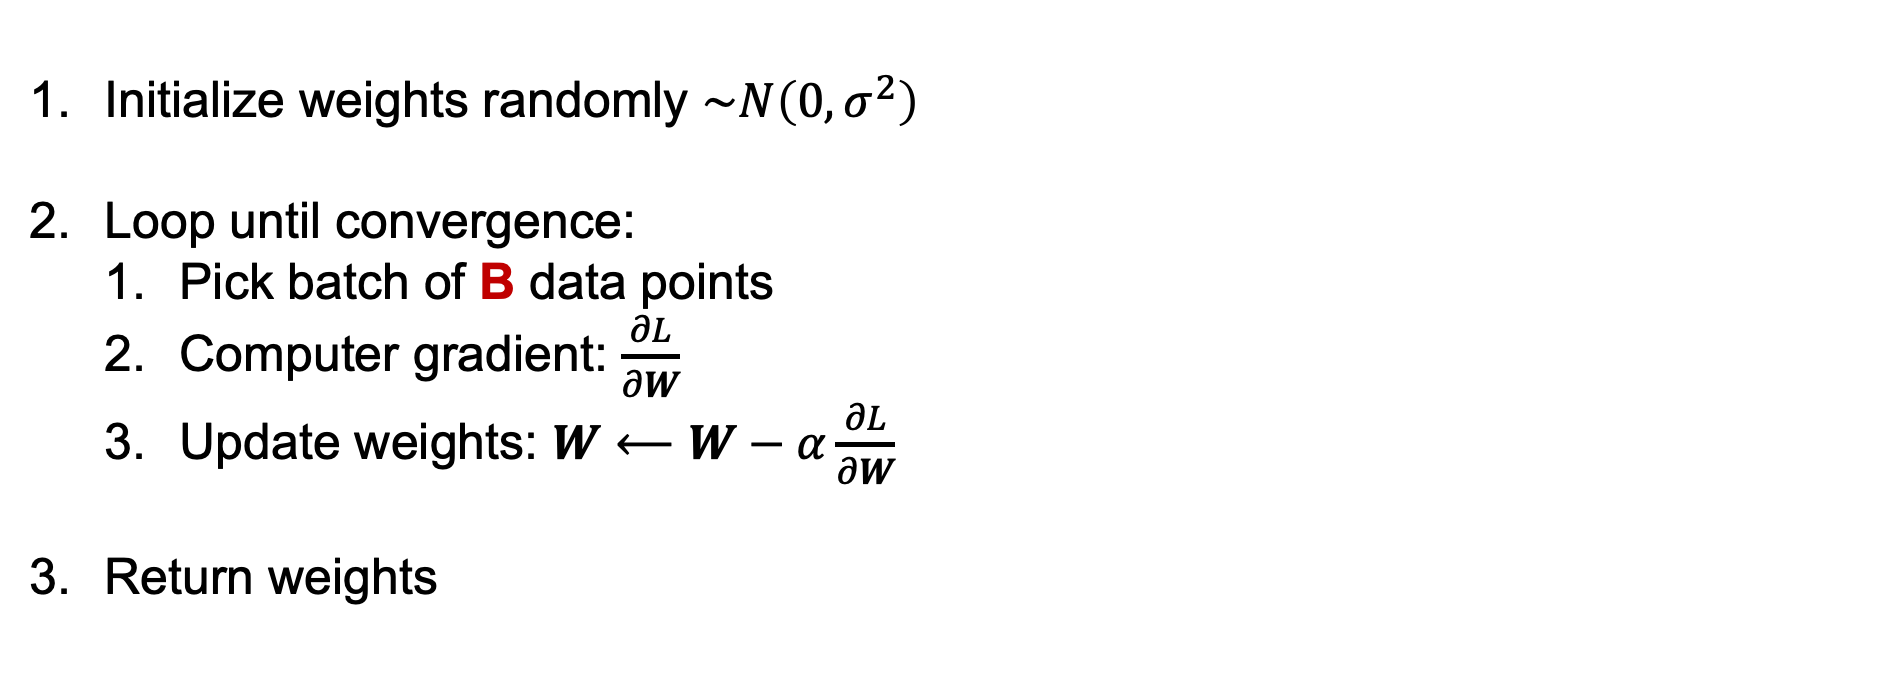 1. Initialize weights randomly ~N(0, σ²)
2. Loop until convergence:
1. Pick batch of B data points
2. Computer gradient: ∂L/∂W
3. Update weights: W ⟵ W − α ∂L/∂W
3. Return weights